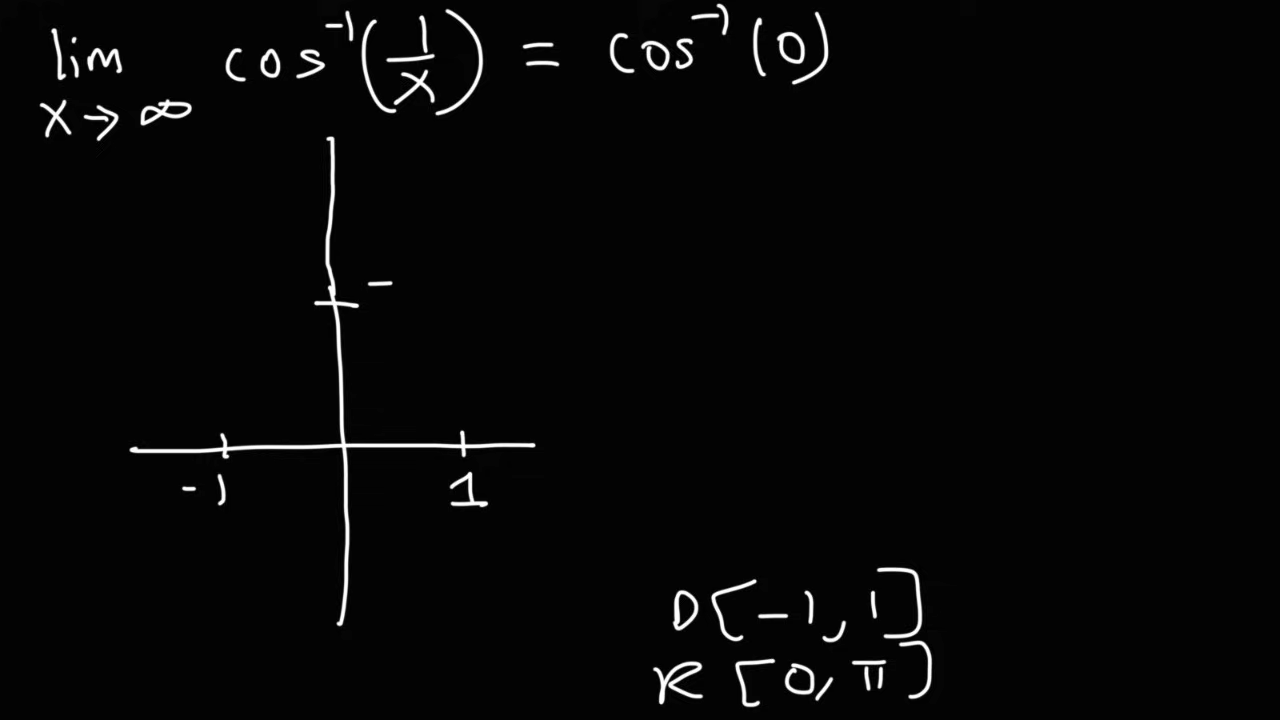 lim cos⁻¹(1/x) = cos⁻¹(0)
x→∞
-
-1 1
D[-1, 1]
R [0, π]